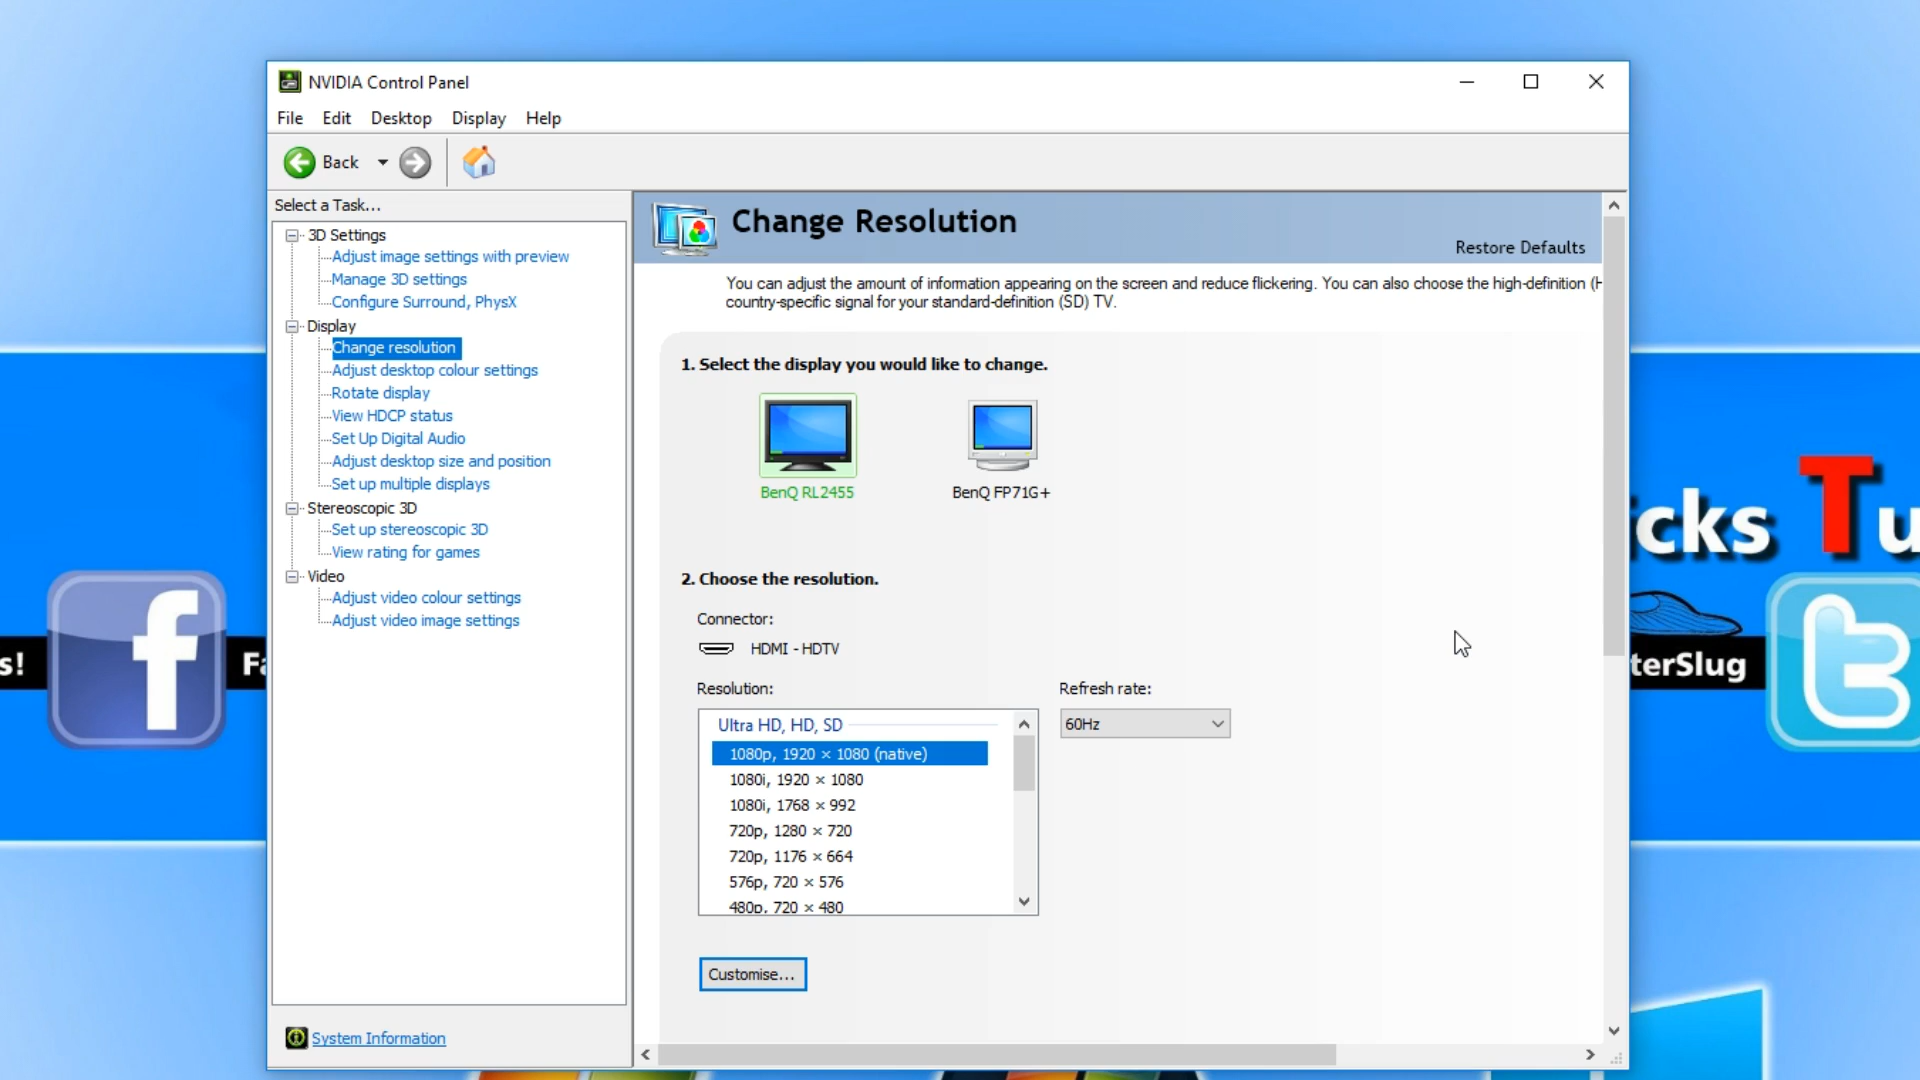 NVIDIA Control Panel
File Edit Desktop Display Help
Back
Select a Task...
3D Settings
Adjust image settings with preview
Manage 3D settings
Configure Surround, PhysX
Display
Change resolution
Adjust desktop colour settings
Rotate display
View HDCP status
Set Up Digital Audio
Adjust desktop size and position
Set up multiple displays
Stereoscopic 3D
Set up stereoscopic 3D
View rating for games
Video
Adjust video colour settings
Adjust video image settings
System Information
Change Resolution
Restore Defaults
You can adjust the amount of information appearing on the screen and reduce flickering. You can also choose the high-definition (H
country-specific signal for your standard-definition (SD) TV.
1. Select the display you would like to change.
BenQ RL2455 BenQ FP71G+
2. Choose the resolution.
Connector:
HDMI - HDTV
Resolution: Refresh rate:
60Hz
Ultra HD, HD, SD
1080p, 1920 × 1080 (native)
1080i, 1920 × 1080
1080i, 1768 × 992
720p, 1280 × 720
720p, 1176 × 664
576p, 720 × 576
480p, 720 × 480
Customise...
s!
f
Fa
cks Tu
terSlug
t